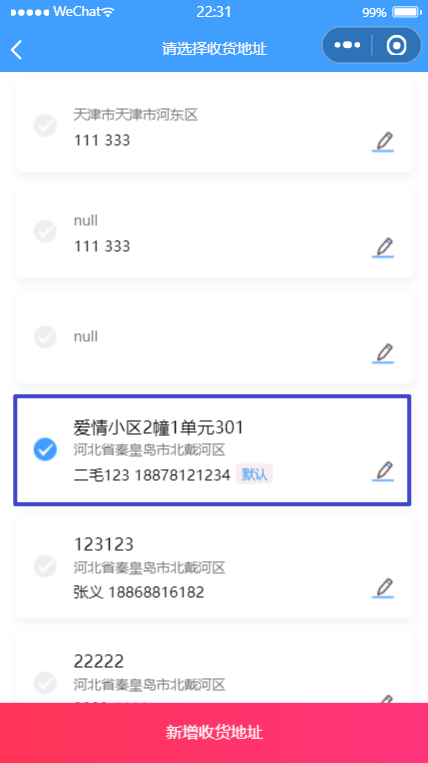 WeChat
22:31
99%
请选择收货地址
天津市天津市河东区
111 333
null
111 333
null
爱情小区2幢1单元301
河北省秦皇岛市北戴河区
二毛123 18878121234 默认
123123
河北省秦皇岛市北戴河区
张义 18868816182
22222
河北省秦皇岛市北戴河区
新增收货地址